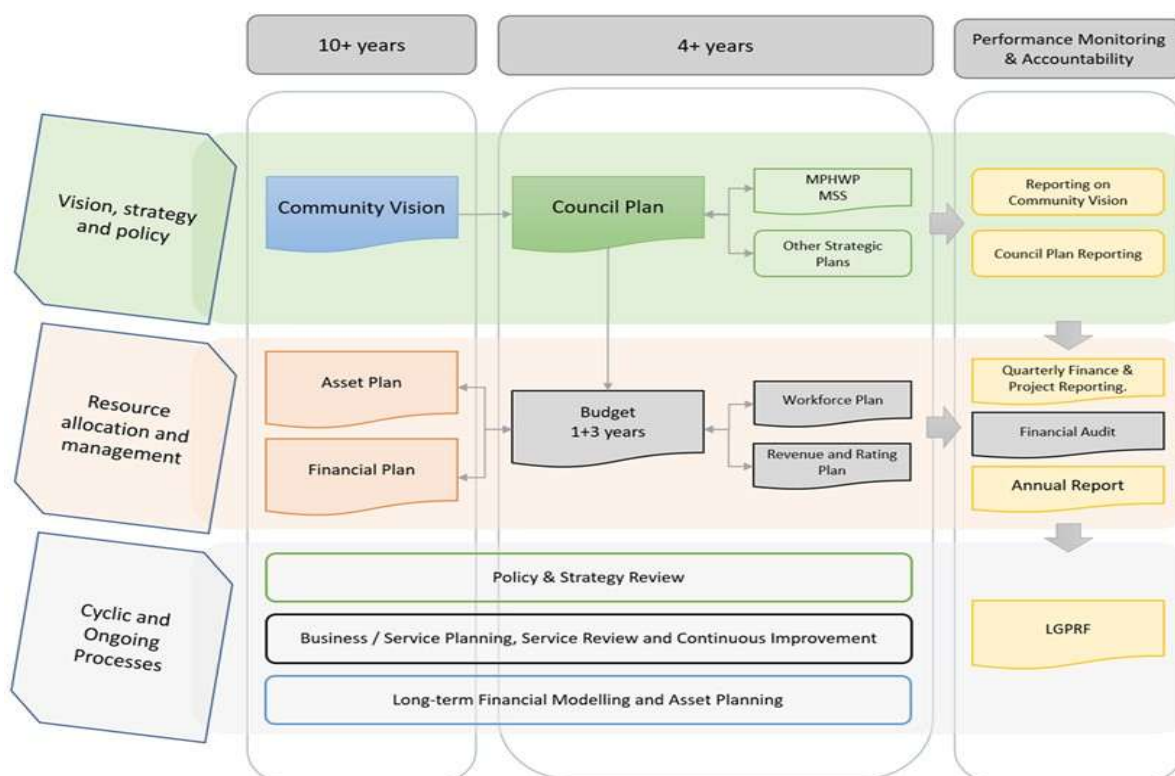 10+ years
4+ years
Performance Monitoring
& Accountability
Vision, strategy
and policy
Community Vision
Council Plan
MPHWP
MSS
Other Strategic
Plans
Reporting on
Community Vision
Council Plan Reporting
Resource
allocation and
management
Asset Plan
Financial Plan
Budget
1+3 years
Workforce Plan
Revenue and Rating
Plan
Quarterly Finance &
Project Reporting.
Financial Audit
Annual Report
Cyclic and
Ongoing
Processes
Policy & Strategy Review
Business / Service Planning, Service Review and Continuous Improvement
Long-term Financial Modelling and Asset Planning
LGPRF